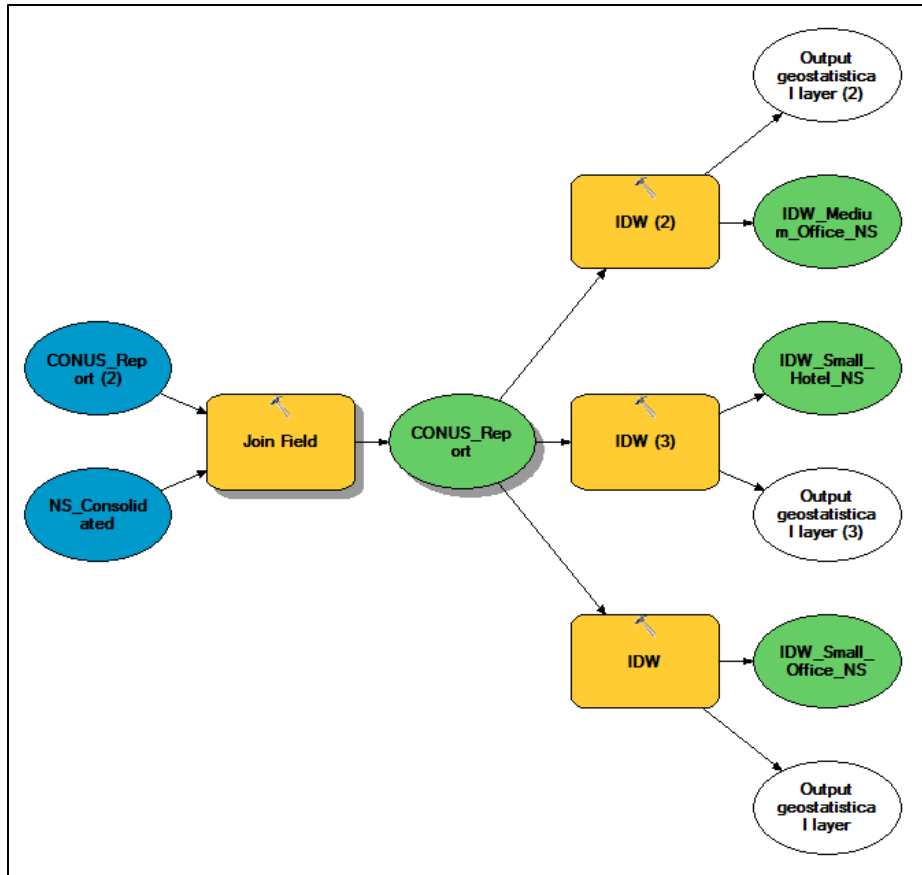 Output
geostatistica
l layer (2)
IDW (2)
IDW_Mediu
m_Office_NS
CONUS_Rep
ort (2)
IDW_Small_
Hotel_NS
Join Field
CONUS_Rep
ort
IDW (3)
NS_Consolid
ated
Output
geostatistica
l layer (3)
IDW
IDW_Small_
Office_NS
Output
geostatistica
l layer